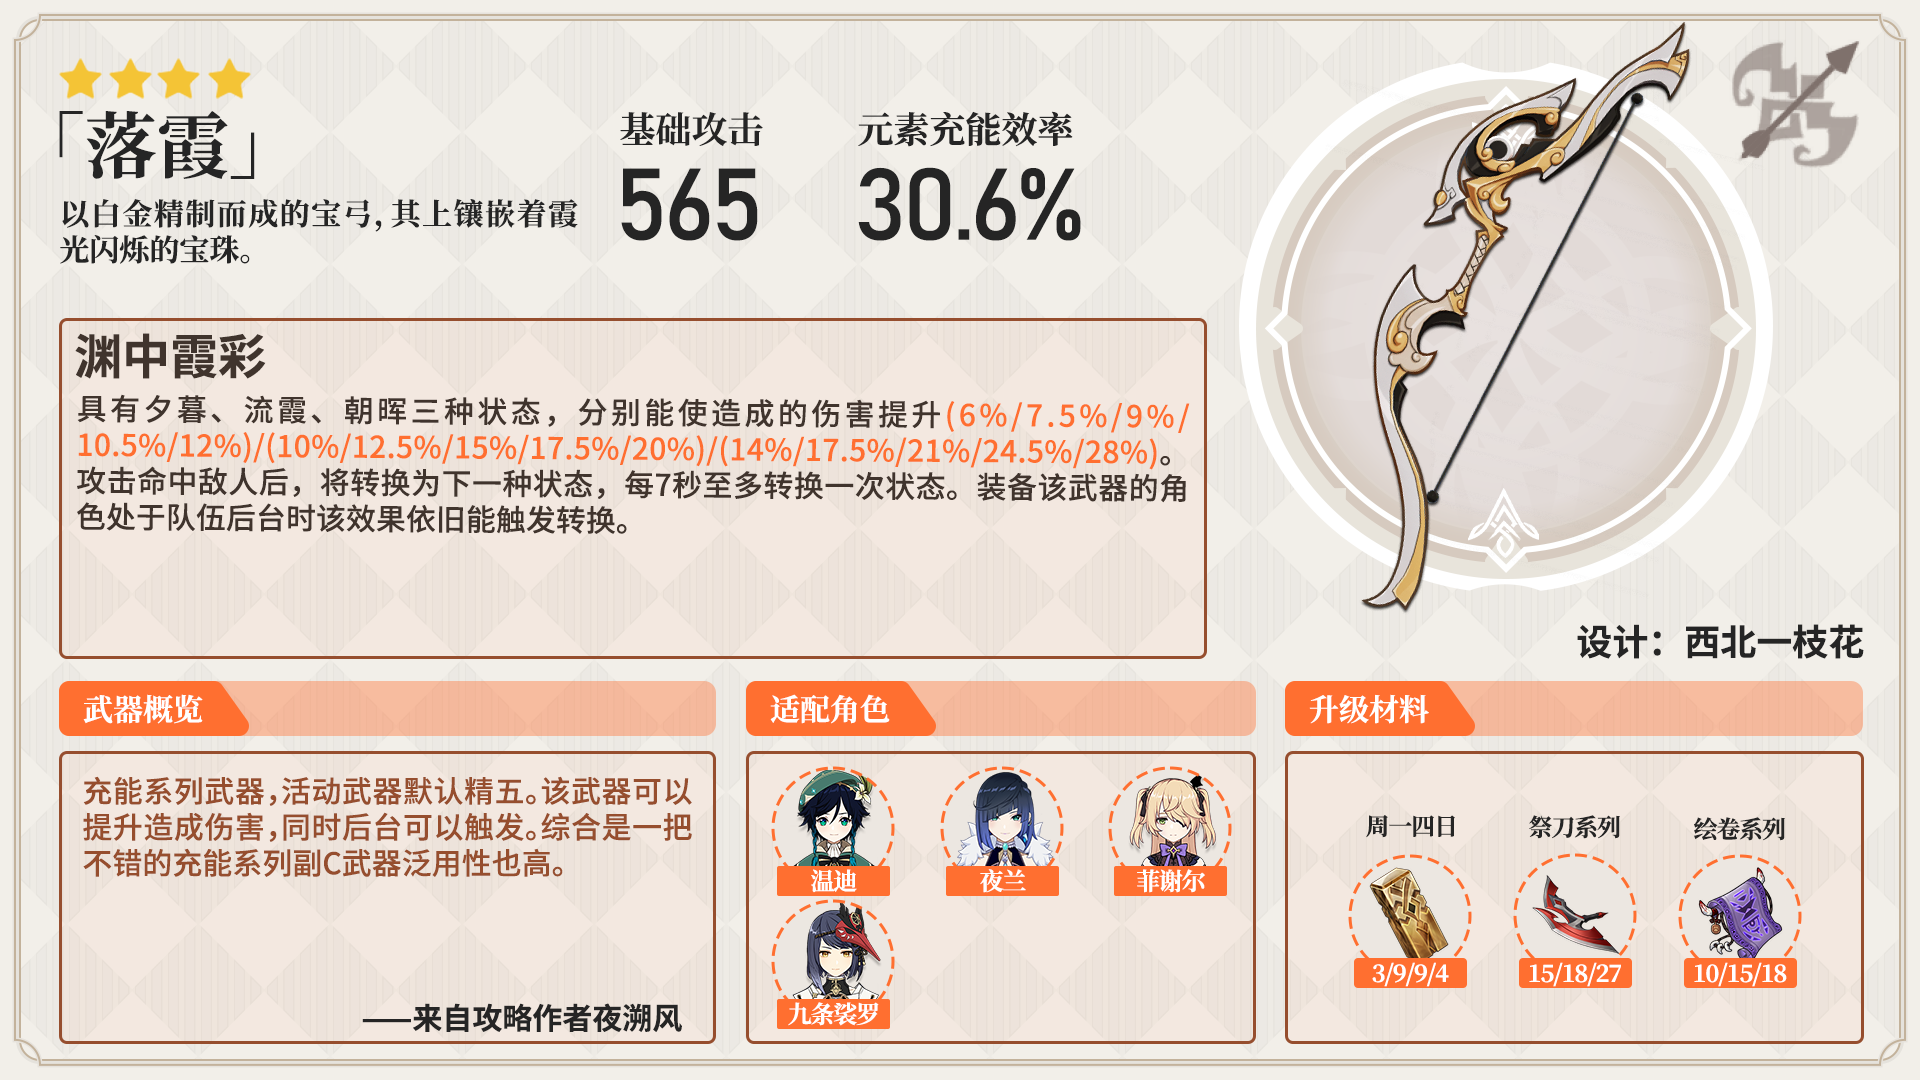 「落霞」
以白金精制而成的宝弓，其上镶嵌着霞
光闪烁的宝珠。
基础攻击
565
元素充能效率
30.6%
渊中霞彩
具有夕暮、流霞、朝晖三种状态，分别能使造成的伤害提升(6%/7.5%/9%/
10.5%/12%)/(10%/12.5%/15%/17.5%/20%)/(14%/17.5%/21%/24.5%/28%)。
攻击命中敌人后，将转换为下一种状态，每7秒至多转换一次状态。装备该武器的角
色处于队伍后台时该效果依旧能触发转换。
设计：西北一枝花
武器概览
充能系列武器，活动武器默认精五。该武器可以
提升造成伤害，同时后台可以触发。综合是一把
不错的充能系列副C武器泛用性也高。
——来自攻略作者夜溯风
适配角色
温迪
夜兰
菲谢尔
九条裟罗
升级材料
周一四日
祭刀系列
绘卷系列
3/9/9/4
15/18/27
10/15/18